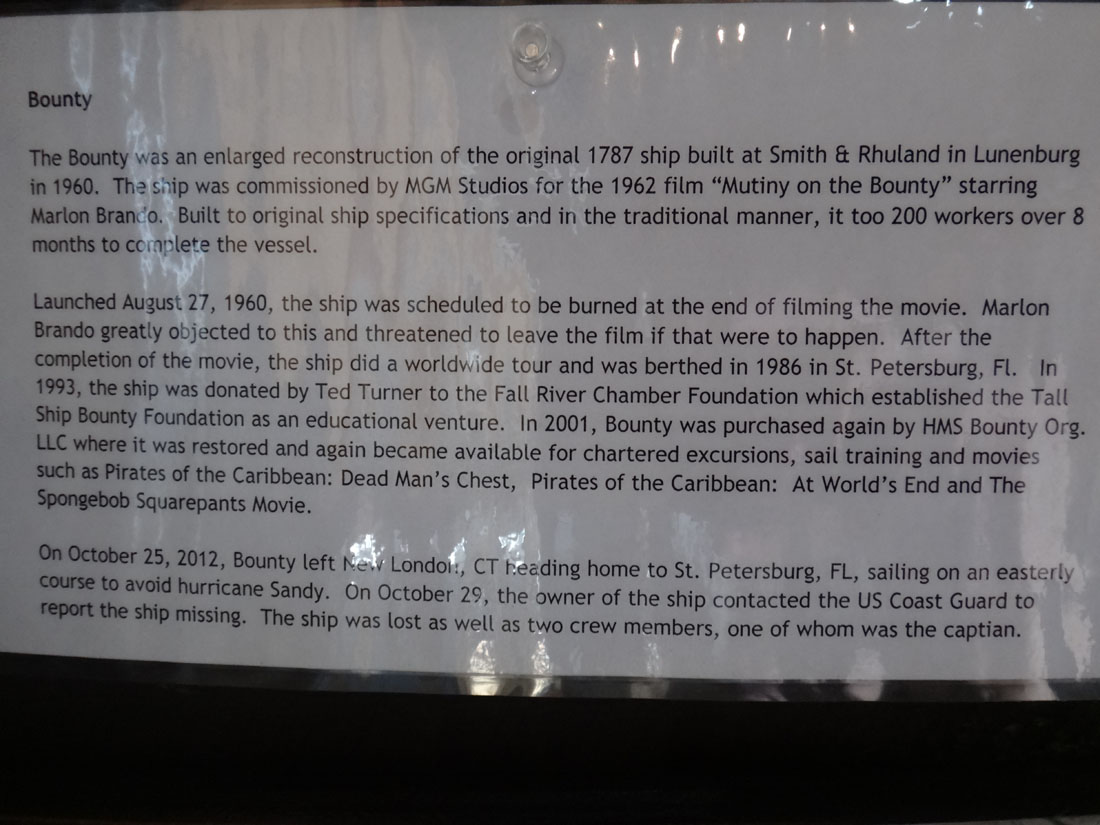 Bounty
The Bounty was an enlarged reconstruction of the original 1787 ship built at Smith & Rhuland in Lunenburg
in 1960.  The ship was commissioned by MGM Studios for the 1962 film “Mutiny on the Bounty” starring
Marlon Brando.  Built to original ship specifications and in the traditional manner, it too 200 workers over 8
months to complete the vessel.
Launched August 27, 1960, the ship was scheduled to be burned at the end of filming the movie.  Marlon
Brando greatly objected to this and threatened to leave the film if that were to happen.  After the
completion of the movie, the ship did a worldwide tour and was berthed in 1986 in St. Petersburg, Fl.  In
1993, the ship was donated by Ted Turner to the Fall River Chamber Foundation which established the Tall
Ship Bounty Foundation as an educational venture.  In 2001, Bounty was purchased again by HMS Bounty Org.
LLC where it was restored and again became available for chartered excursions, sail training and movies
such as Pirates of the Caribbean: Dead Man’s Chest,  Pirates of the Caribbean:  At World’s End and The
Spongebob Squarepants Movie.
On October 25, 2012, Bounty left New London, CT heading home to St. Petersburg, FL, sailing on an easterly
course to avoid hurricane Sandy.  On October 29, the owner of the ship contacted the US Coast Guard to
report the ship missing.  The ship was lost as well as two crew members, one of whom was the captian.